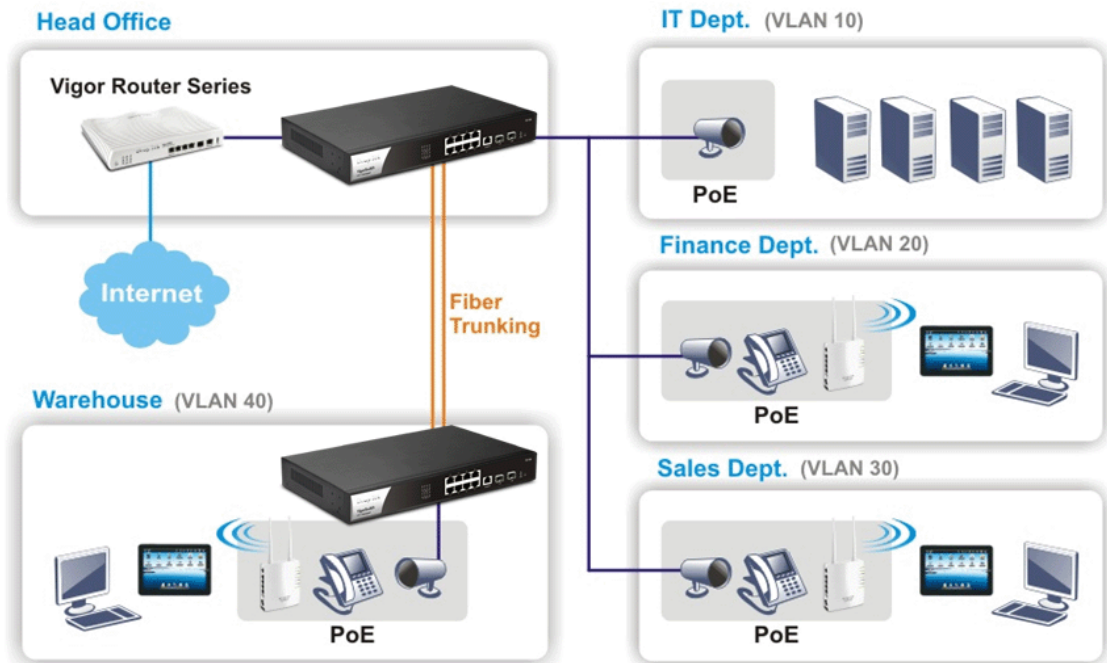 Head Office
Vigor Router Series
Internet
Fiber
Trunking
Warehouse (VLAN 40)
PoE
IT Dept. (VLAN 10)
PoE
Finance Dept. (VLAN 20)
PoE
Sales Dept. (VLAN 30)
PoE